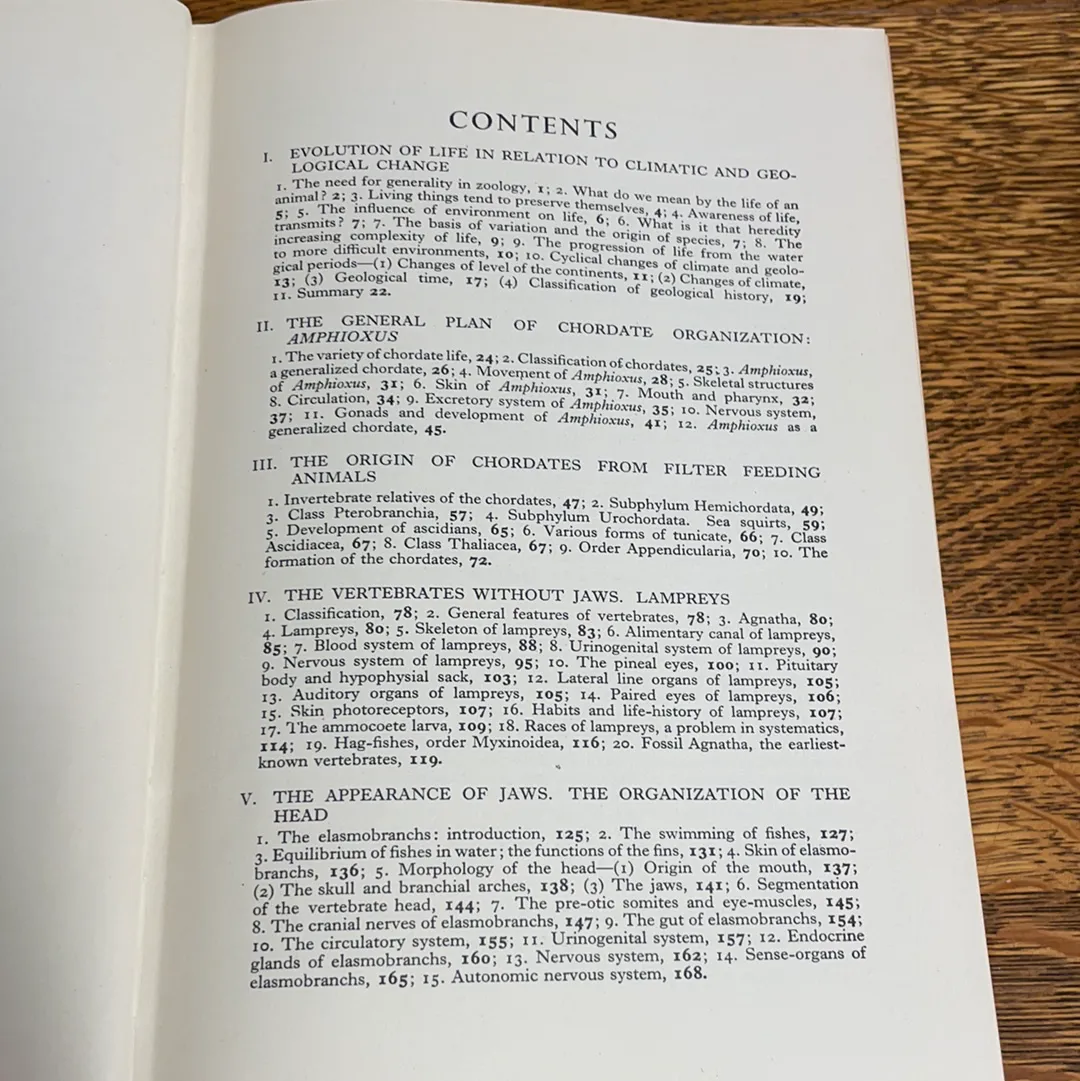 CONTENTS
I. EVOLUTION OF LIFE IN RELATION TO CLIMATIC AND GEO-
LOGICAL CHANGE
1. The need for generality in zoology, 1; 2. What do we mean by the life of an
animal? 2; 3. Living things tend to preserve themselves, 4; 4. Awareness of life,
5; 5. The influence of environment on life, 6; 6. What is it that heredity
transmits? 7; 7. The basis of variation and the origin of species, 7; 8. The
increasing complexity of life, 9; 9. The progression of life from the water
to more difficult environments, 10; 10. Cyclical changes of climate and geolo-
gical periods—(1) Changes of level of the continents, 11; (2) Changes of climate,
13; (3) Geological time, 17; (4) Classification of geological history, 19;
11. Summary 22.
II. THE GENERAL PLAN OF CHORDATE ORGANIZATION:
AMPHIOXUS
1. The variety of chordate life, 24; 2. Classification of chordates, 25; 3. Amphioxus,
a generalized chordate, 26; 4. Movement of Amphioxus, 28; 5. Skeletal structures
of Amphioxus, 31; 6. Skin of Amphioxus, 31; 7. Mouth and pharynx, 32;
8. Circulation, 34; 9. Excretory system of Amphioxus, 35; 10. Nervous system,
37; 11. Gonads and development of Amphioxus, 41; 12. Amphioxus as a
generalized chordate, 45.
III. THE ORIGIN OF CHORDATES FROM FILTER FEEDING
ANIMALS
1. Invertebrate relatives of the chordates, 47; 2. Subphylum Hemichordata, 49;
3. Class Pterobranchia, 57; 4. Subphylum Urochordata. Sea squirts, 59;
5. Development of ascidians, 65; 6. Various forms of tunicate, 66; 7. Class
Ascidiacea, 67; 8. Class Thaliacea, 67; 9. Order Appendicularia, 70; 10. The
formation of the chordates, 72.
IV. THE VERTEBRATES WITHOUT JAWS. LAMPREYS
1. Classification, 78; 2. General features of vertebrates, 78; 3. Agnatha, 80;
4. Lampreys, 80; 5. Skeleton of lampreys, 83; 6. Alimentary canal of lampreys,
85; 7. Blood system of lampreys, 88; 8. Urinogenital system of lampreys, 90;
9. Nervous system of lampreys, 95; 10. The pineal eyes, 100; 11. Pituitary
body and hypophysial sack, 103; 12. Lateral line organs of lampreys, 105;
13. Auditory organs of lampreys, 105; 14. Paired eyes of lampreys, 106;
15. Skin photoreceptors, 107; 16. Habits and life-history of lampreys, 107;
17. The ammocoete larva, 109; 18. Races of lampreys, a problem in systematics,
114; 19. Hag-fishes, order Myxinoidea, 116; 20. Fossil Agnatha, the earliest-
known vertebrates, 119.
V. THE APPEARANCE OF JAWS. THE ORGANIZATION OF THE
HEAD
1. The elasmobranchs: introduction, 125; 2. The swimming of fishes, 127;
3. Equilibrium of fishes in water; the functions of the fins, 131; 4. Skin of elasmo-
branchs, 136; 5. Morphology of the head—(1) Origin of the mouth, 137;
(2) The skull and branchial arches, 138; (3) The jaws, 141; 6. Segmentation
of the vertebrate head, 144; 7. The pre-otic somites and eye-muscles, 145;
8. The cranial nerves of elasmobranchs, 147; 9. The gut of elasmobranchs, 154;
10. The circulatory system, 155; 11. Urinogenital system, 157; 12. Endocrine
glands of elasmobranchs, 160; 13. Nervous system, 162; 14. Sense-organs of
elasmobranchs, 165; 15. Autonomic nervous system, 168.